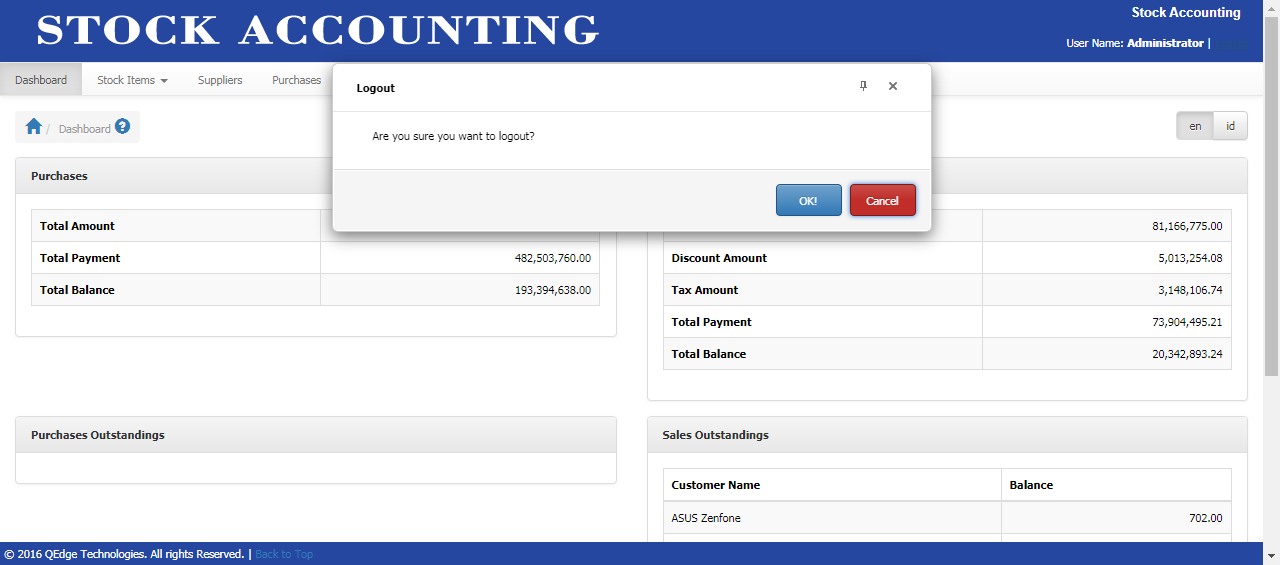 STOCK ACCOUNTING
Stock Accounting
User Name: Administrator |
Dashboard
Stock Items
Suppliers
Purchases
Logout
Are you sure you want to logout?
OK!
Cancel
/ Dashboard
en
id
Purchases
Total Amount
Total Payment 482,503,760.00
Total Balance 193,394,638.00
81,166,775.00
Discount Amount 5,013,254.08
Tax Amount 3,148,106.74
Total Payment 73,904,495.21
Total Balance 20,342,893.24
Purchases Outstandings
Sales Outstandings
Customer Name Balance
ASUS Zenfone 702.00
© 2016 QEdge Technologies. All rights Reserved. | Back to Top